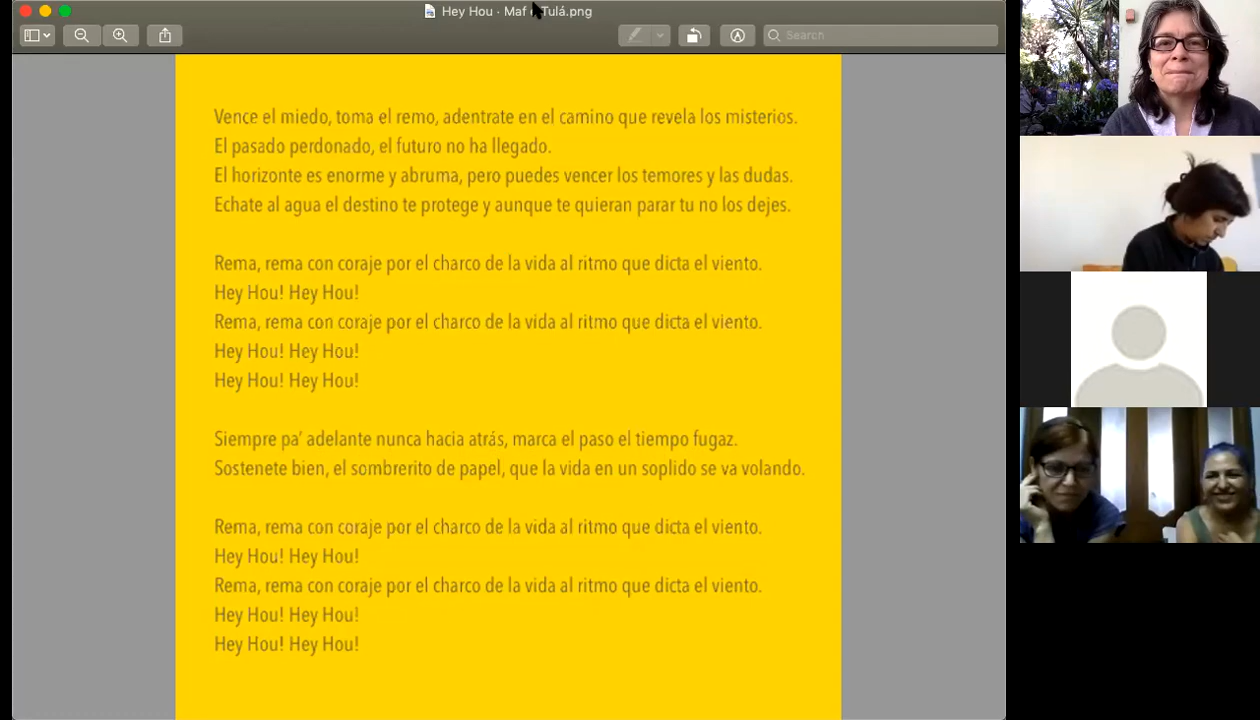 Hey Hou · Maf Tulá.png
Search
Vence el miedo, toma el remo, adentrate en el camino que revela los misterios.
El pasado perdonado, el futuro no ha llegado.
El horizonte es enorme y abruma, pero puedes vencer los temores y las dudas.
Echate al agua el destino te protege y aunque te quieran parar tu no los dejes.
Rema, rema con coraje por el charco de la vida al ritmo que dicta el viento.
Hey Hou! Hey Hou!
Rema, rema con coraje por el charco de la vida al ritmo que dicta el viento.
Hey Hou! Hey Hou!
Hey Hou! Hey Hou!
Siempre pa’ adelante nunca hacia atrás, marca el paso el tiempo fugaz.
Sostenete bien, el sombrerito de papel, que la vida en un soplido se va volando.
Rema, rema con coraje por el charco de la vida al ritmo que dicta el viento.
Hey Hou! Hey Hou!
Rema, rema con coraje por el charco de la vida al ritmo que dicta el viento.
Hey Hou! Hey Hou!
Hey Hou! Hey Hou!